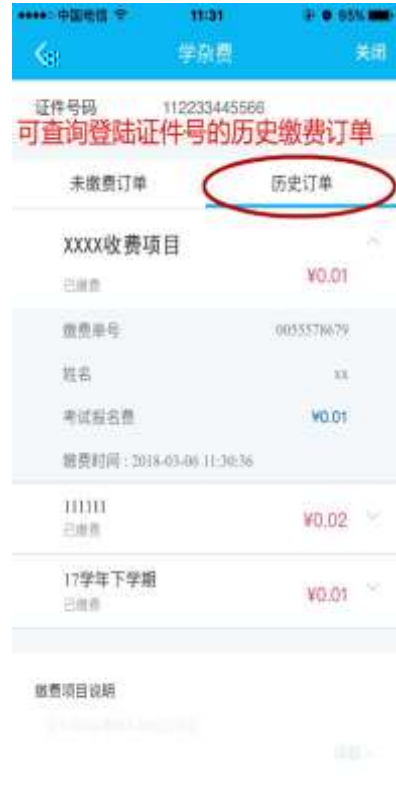 中国电信 11:31 95%
学杂费 关闭
证件号码 112233445566
可查询登陆证件号的历史缴费订单
未缴费订单 历史订单
XXXX收费项目
已缴费 ¥0.01
缴费单号 0055578679
姓名 xx
考试报名费 ¥0.01
缴费时间：2018-03-06 11:30:36
111111
已缴费 ¥0.02
17学年下学期
已缴费 ¥0.01
缴费项目说明